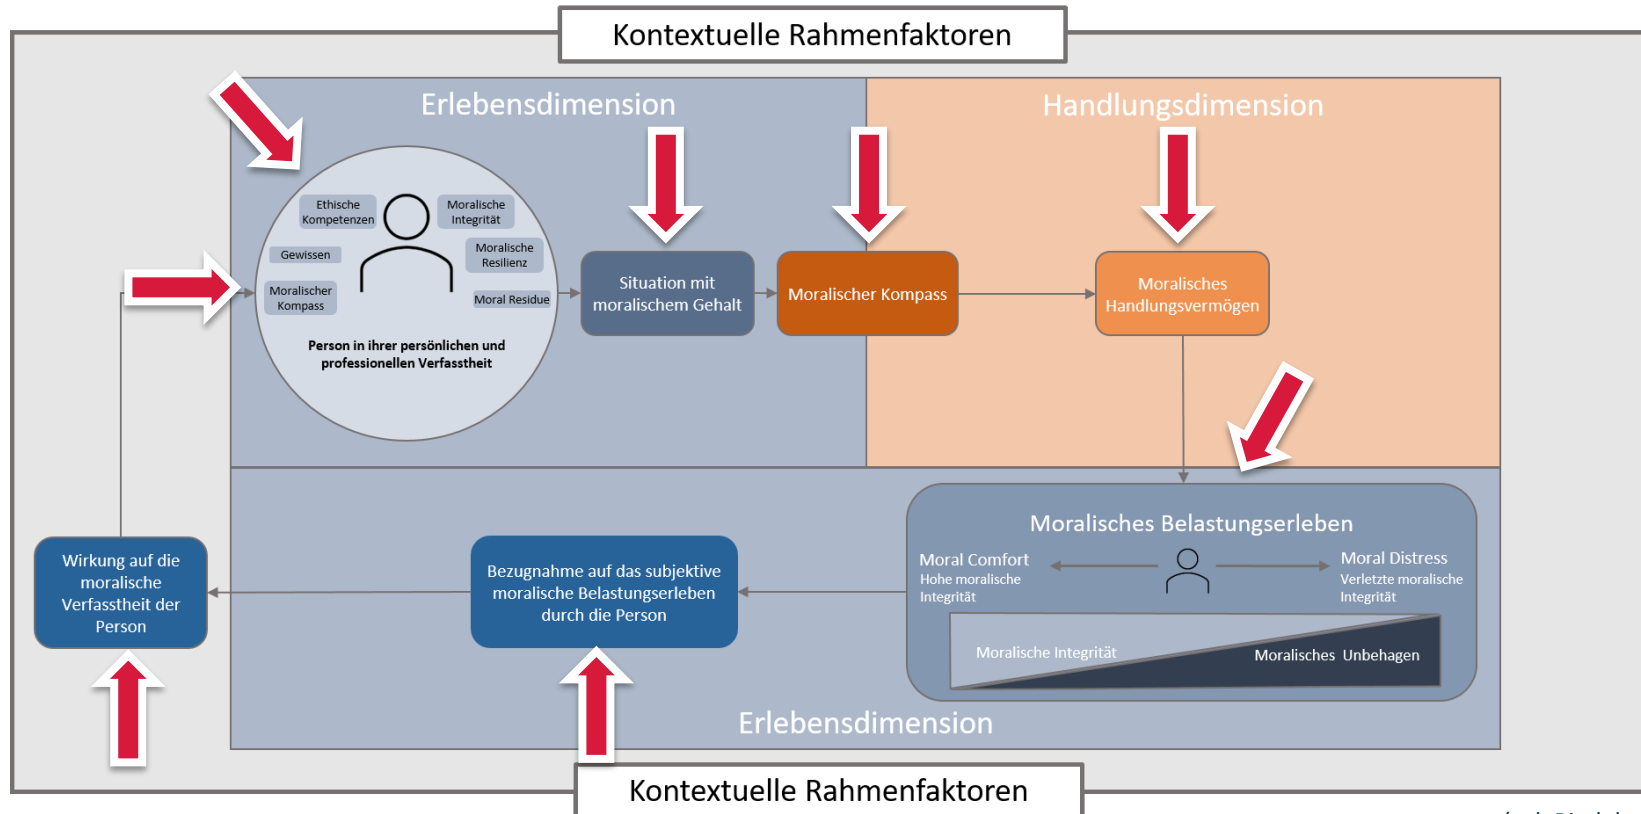 Kontextuelle Rahmenfaktoren
Erlebensdimension
Handlungsdimension
Ethische
Kompetenzen
Moralische
Integrität
Gewissen
Moralische
Resilienz
Moralischer
Kompass
Moral Residue
Person in ihrer persönlichen und
professionellen Verfasstheit
Situation mit
moralischem Gehalt
Moralischer Kompass
Moralisches
Handlungsvermögen
Moralisches Belastungserleben
Moral Comfort
Hohe moralische
Integrität
Moral Distress
Verletzte moralische
Integrität
Moralische Integrität
Moralisches Unbehagen
Bezugnahme auf das subjektive
moralische Belastungserleben
durch die Person
Wirkung auf die
moralische
Verfasstheit der
Person
Erlebensdimension
Kontextuelle Rahmenfaktoren